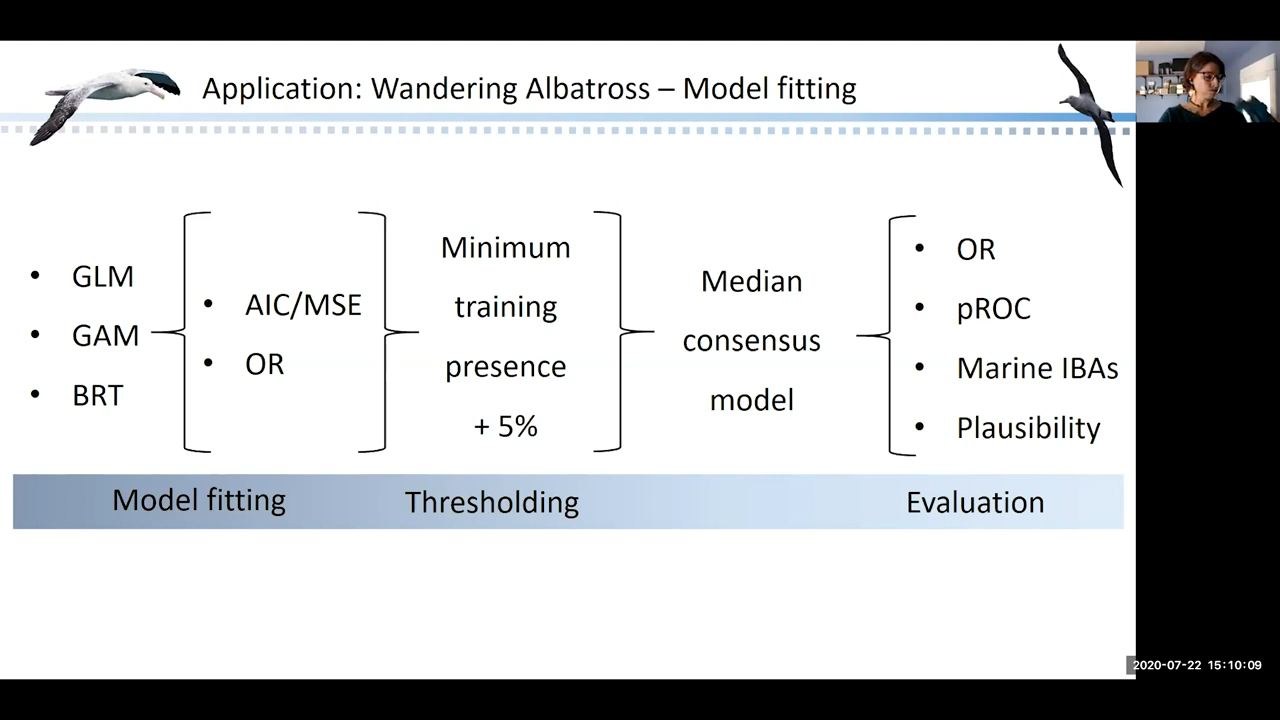 Application: Wandering Albatross – Model fitting
• GLM
• GAM
• BRT
• AIC/MSE
• OR
Minimum
training
presence
+ 5%
Median
consensus
model
• OR
• pROC
• Marine IBAs
• Plausibility
Model fitting
Thresholding
Evaluation
2020-07-22 15:10:09